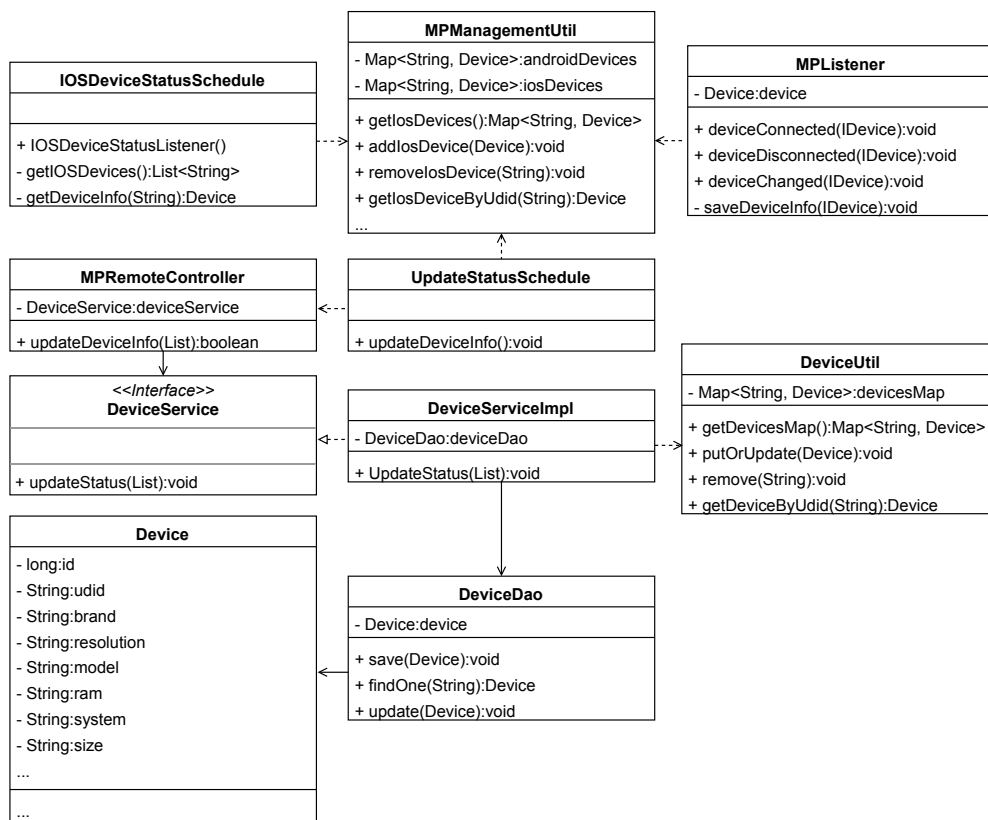 MPManagementUtil
- Map<String, Device>:androidDevices
- Map<String, Device>:iosDevices
+ getIosDevices():Map<String, Device>
+ addIosDevice(Device):void
+ removeIosDevice(String):void
+ getIosDeviceByUdid(String):Device
...
IOSDeviceStatusSchedule
+ IOSDeviceStatusListener()
- getIOSDevices():List<String>
- getDeviceInfo(String):Device
MPListener
- Device:device
+ deviceConnected(IDevice):void
+ deviceDisconnected(IDevice):void
+ deviceChanged(IDevice):void
- saveDeviceInfo(IDevice):void
MPRemoteController
- DeviceService:deviceService
+ updateDeviceInfo(List):boolean
UpdateStatusSchedule
+ updateDeviceInfo():void
<<Interface>>
DeviceService
+ updateStatus(List):void
DeviceServiceImpl
- DeviceDao:deviceDao
+ UpdateStatus(List):void
DeviceUtil
- Map<String, Device>:devicesMap
+ getDevicesMap():Map<String, Device>
+ putOrUpdate(Device):void
+ remove(String):void
+ getDeviceByUdid(String):Device
Device
- long:id
- String:udid
- String:brand
- String:resolution
- String:model
- String:ram
- String:system
- String:size
...
...
DeviceDao
- Device:device
+ save(Device):void
+ findOne(String):Device
+ update(Device):void